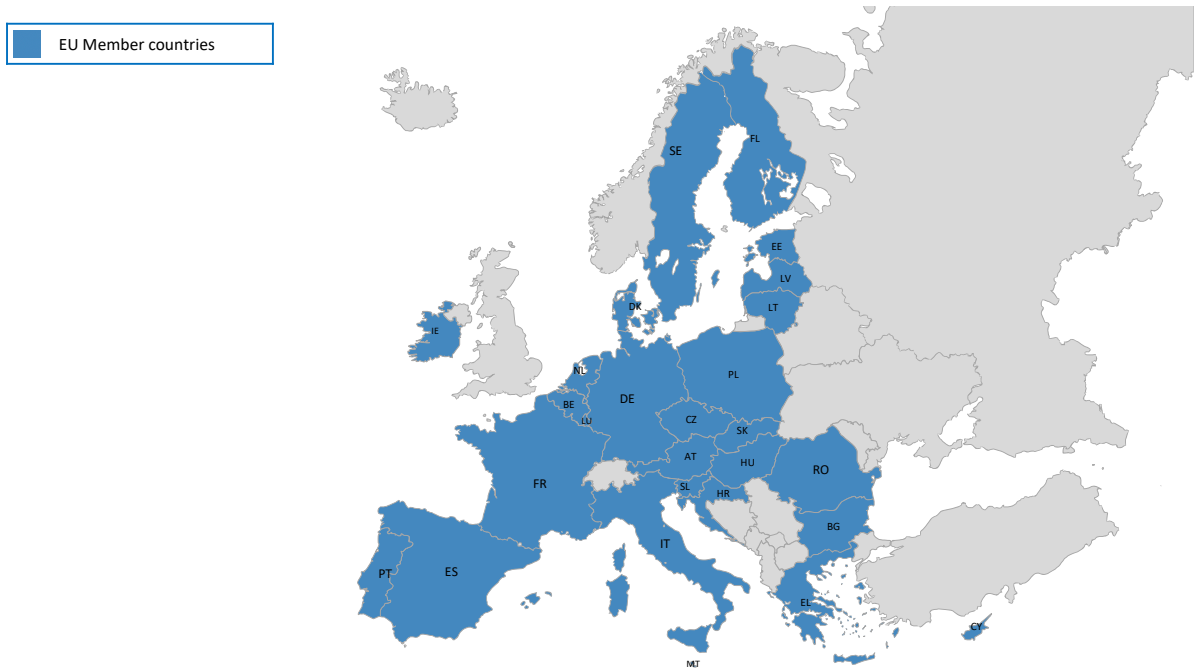 EU Member countries
SE
FL
EE
LV
LT
DK
IE
NL
PL
DE
BE
LU
CZ
SK
AT
HU
RO
FR
SL
HR
BG
IT
ES
PT
EL
CY
MLT